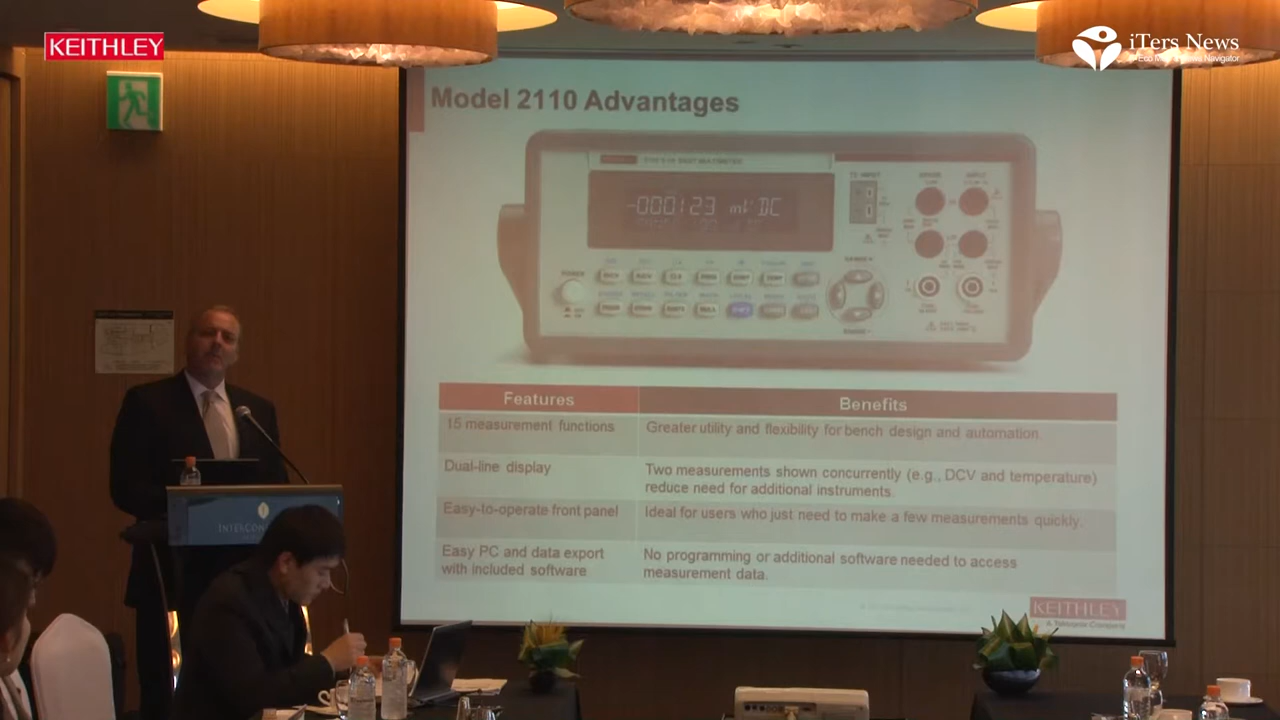 KEITHLEY
iTers News
Model 2110 Advantages
-000123 mV DC
POWER
Features
Benefits
15 measurement functions
Greater utility and flexibility for bench design and automation
Dual-line display
Two measurements shown concurrently (e.g., DCV and temperature)
reduce need for additional instruments.
Easy-to-operate front panel
Ideal for users who just need to make a few measurements quickly.
Easy PC and data export
with included software
No programming or additional software needed to access
measurement data.
KEITHLEY
A Tektronix Company